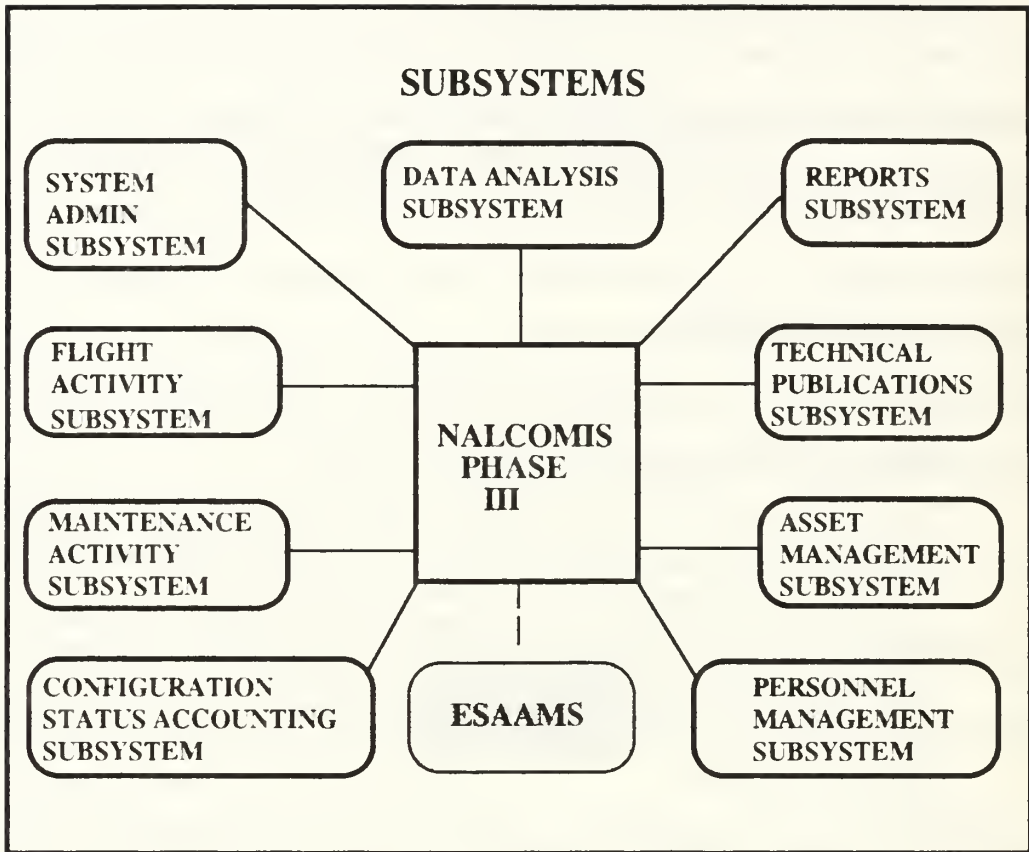 SUBSYSTEMS
SYSTEM
ADMIN
SUBSYSTEM
DATA ANALYSIS
SUBSYSTEM
REPORTS
SUBSYSTEM
FLIGHT
ACTIVITY
SUBSYSTEM
TECHNICAL
PUBLICATIONS
SUBSYSTEM
NALCOMIS
PHASE
III
MAINTENANCE
ACTIVITY
SUBSYSTEM
ASSET
MANAGEMENT
SUBSYSTEM
CONFIGURATION
STATUS ACCOUNTING
SUBSYSTEM
ESAAMS
PERSONNEL
MANAGEMENT
SUBSYSTEM